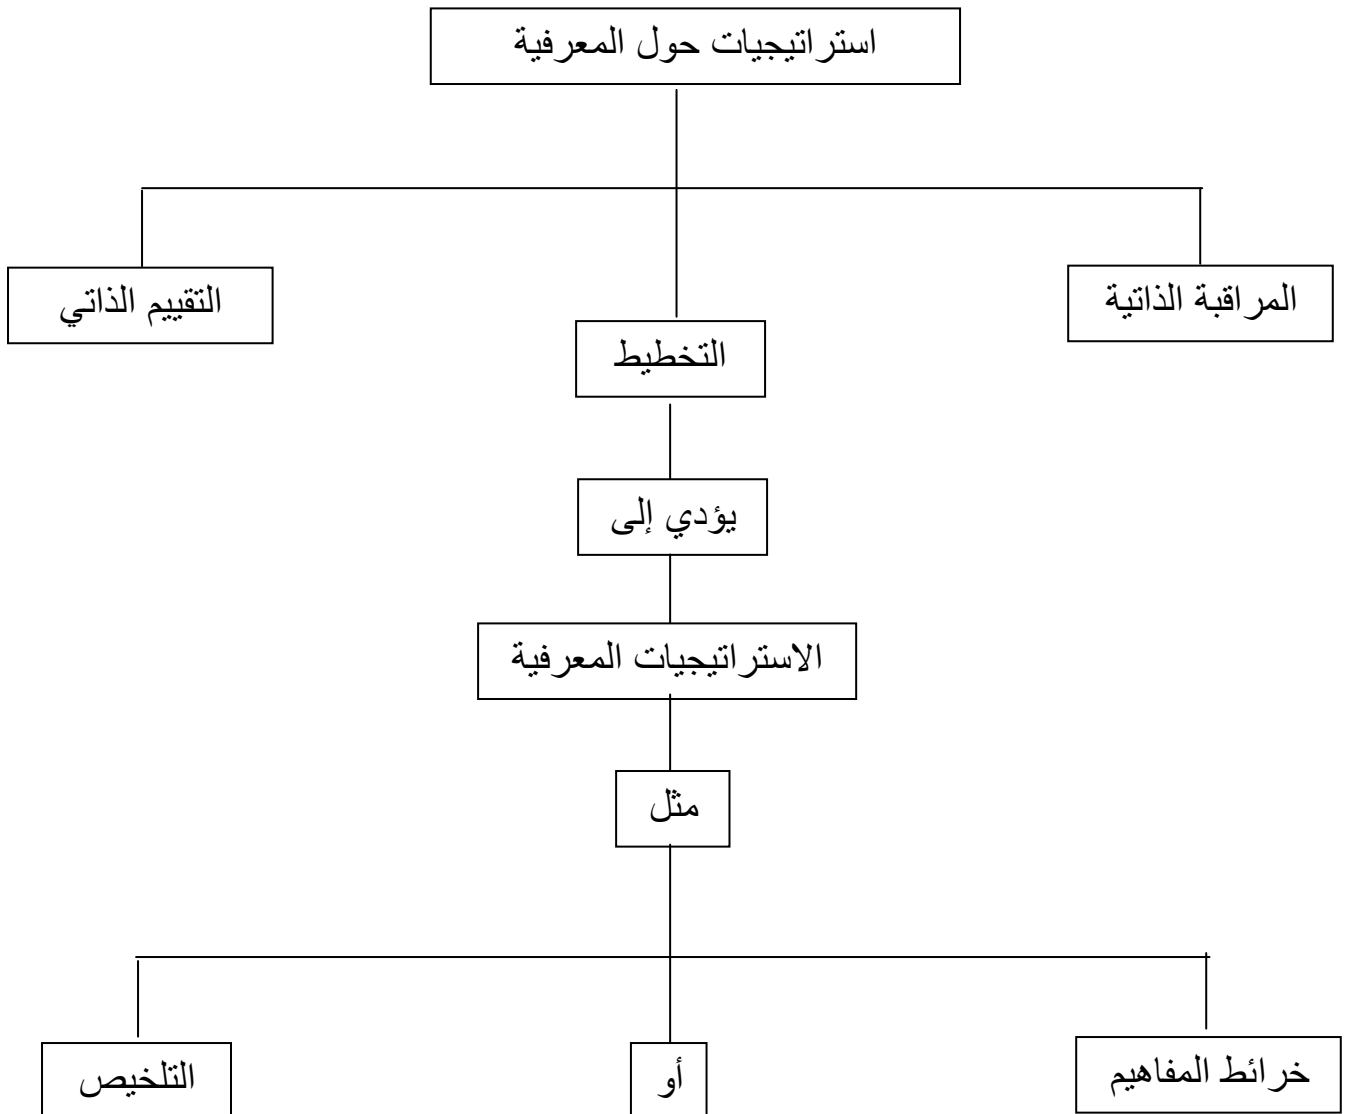 استراتيجيات حول المعرفية
المراقبة الذاتية
التقييم الذاتي
التخطيط
يؤدي إلى
الاستراتيجيات المعرفية
مثل
خرائط المفاهيم
أو
التلخيص